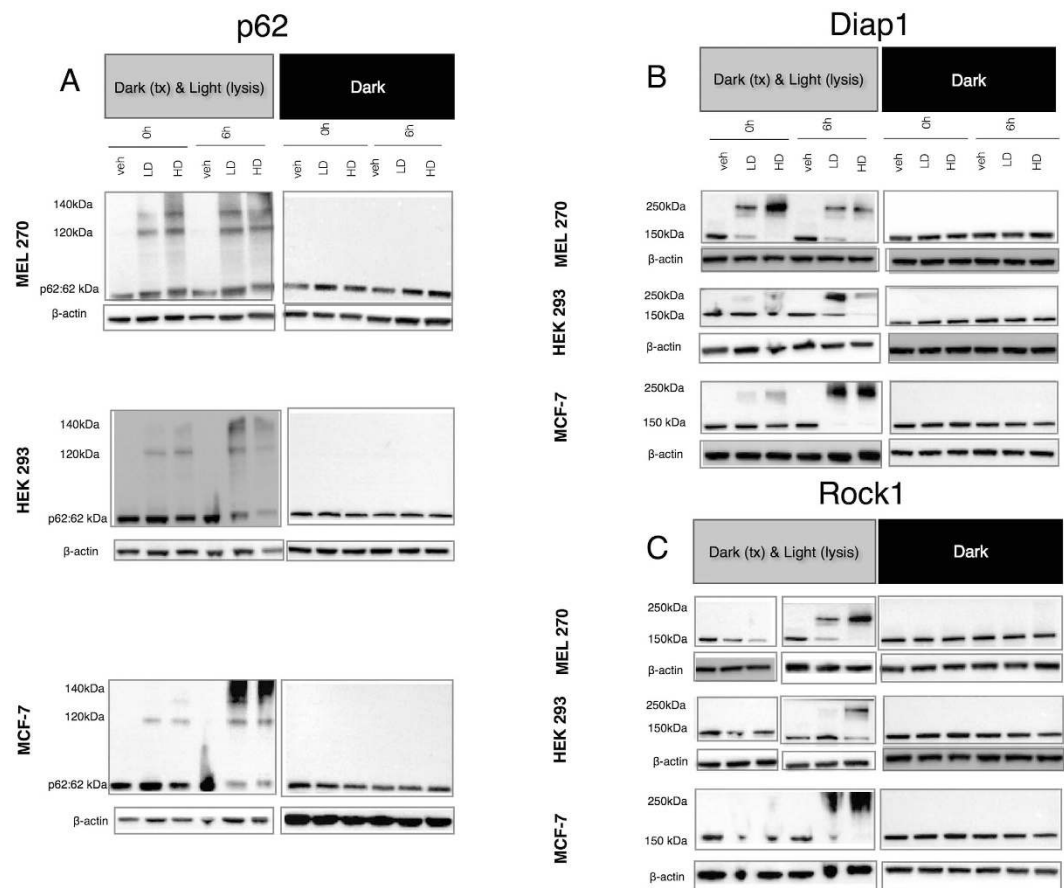 p62
A
Dark (tx) & Light (lysis)
Dark
0h
6h
0h
6h
veh
LD
HD
veh
LD
HD
veh
LD
HD
veh
LD
HD
MEL 270
140kDa
120kDa
p62:62 kDa
β-actin
HEK 293
140kDa
120kDa
p62:62 kDa
β-actin
MCF-7
140kDa
120kDa
p62:62 kDa
β-actin
Diap1
B
Dark (tx) & Light (lysis)
Dark
0h
6h
0h
6h
veh
LD
HD
veh
LD
HD
veh
LD
HD
veh
LD
HD
MEL 270
250kDa
150kDa
β-actin
HEK 293
250kDa
150kDa
β-actin
MCF-7
250kDa
150 kDa
β-actin
Rock1
C
Dark (tx) & Light (lysis)
Dark
MEL 270
250kDa
150kDa
β-actin
HEK 293
250kDa
150kDa
β-actin
MCF-7
250kDa
150 kDa
β-actin